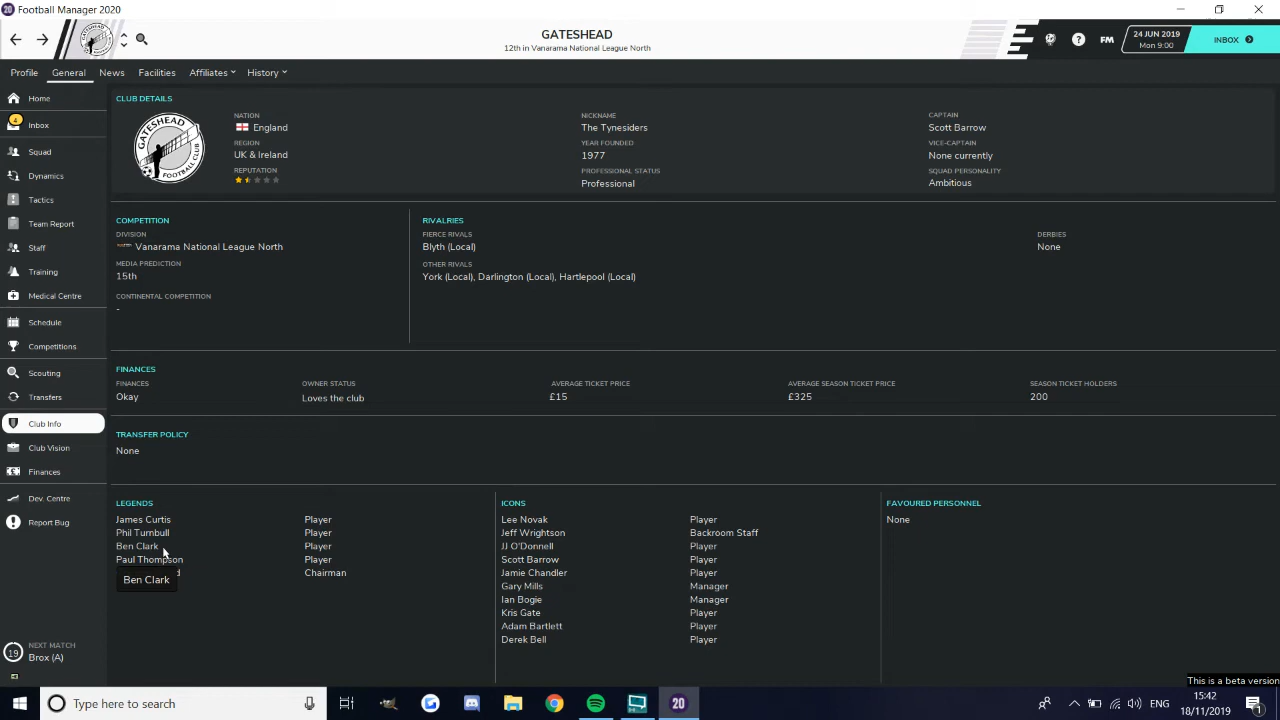 20 Football Manager 2020
GATESHEAD
12th in Vanarama National League North
FM
24 JUN 2019
Mon 9:00
INBOX
Profile General News Facilities Affiliates History
Home
4
Inbox
Squad
Dynamics
Tactics
Team Report
Staff
Training
Medical Centre
Schedule
Competitions
Scouting
Transfers
Club Info
Club Vision
Finances
Dev. Centre
Report Bug
19
NEXT MATCH
Brox (A)
CLUB DETAILS
GATESHEAD
FOOTBALL CLUB
NATION
England
REGION
UK & Ireland
REPUTATION
NICKNAME
The Tynesiders
YEAR FOUNDED
1977
PROFESSIONAL STATUS
Professional
CAPTAIN
Scott Barrow
VICE-CAPTAIN
None currently
SQUAD PERSONALITY
Ambitious
COMPETITION
DIVISION
Vanarama National League North
MEDIA PREDICTION
15th
CONTINENTAL COMPETITION
-
RIVALRIES
FIERCE RIVALS
Blyth (Local)
OTHER RIVALS
York (Local), Darlington (Local), Hartlepool (Local)
DERBIES
None
FINANCES
FINANCES
Okay
OWNER STATUS
Loves the club
AVERAGE TICKET PRICE
£15
AVERAGE SEASON TICKET PRICE
£325
SEASON TICKET HOLDERS
200
TRANSFER POLICY
None
LEGENDS
James Curtis Player
Phil Turnbull Player
Ben Clark Player
Paul Thompson Player
Chairman
Ben Clark
ICONS
Lee Novak Player
Jeff Wrightson Backroom Staff
JJ O'Donnell Player
Scott Barrow Player
Jamie Chandler Player
Gary Mills Manager
Ian Bogie Manager
Kris Gate Player
Adam Bartlett Player
Derek Bell Player
FAVOURED PERSONNEL
None
This is a beta version
Type here to search
20
ENG
15:42
18/11/2019
1